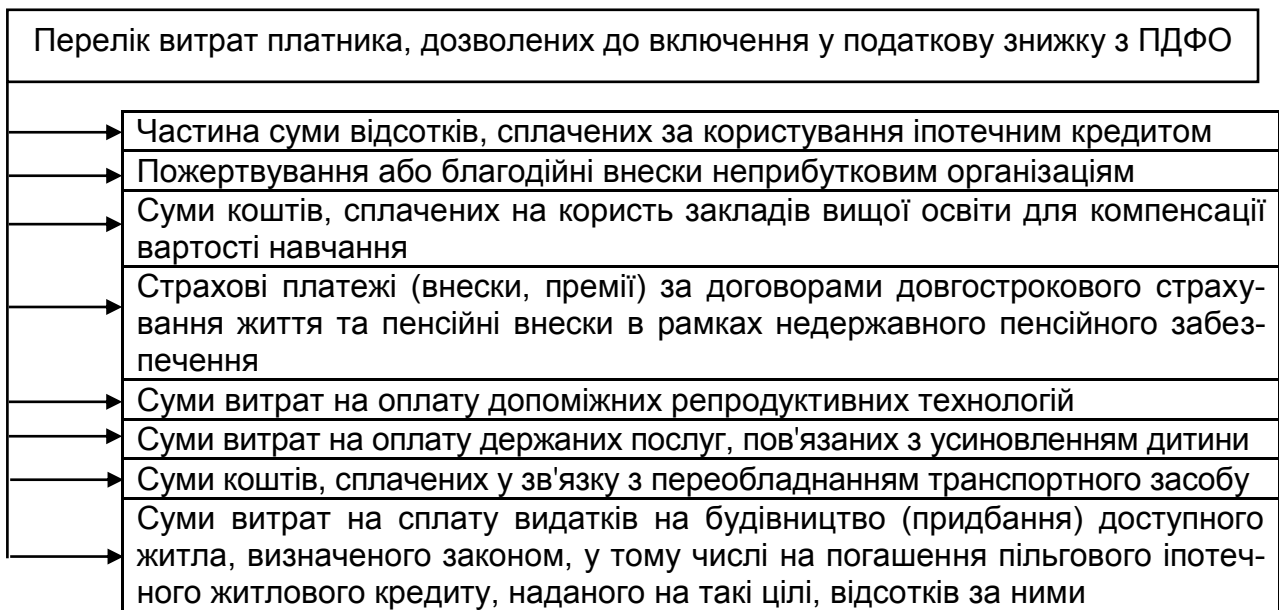 Перелік витрат платника, дозволених до включення у податкову знижку з ПДФО
Частина суми відсотків, сплачених за користування іпотечним кредитом
Пожертвування або благодійні внески неприбутковим організаціям
Суми коштів, сплачених на користь закладів вищої освіти для компенсації
вартості навчання
Страхові платежі (внески, премії) за договорами довгострокового страху-
вання життя та пенсійні внески в рамках недержавного пенсійного забез-
печення
Суми витрат на оплату допоміжних репродуктивних технологій
Суми витрат на оплату держаних послуг, пов'язаних з усиновленням дитини
Суми коштів, сплачених у зв'язку з переобладнанням транспортного засобу
Суми витрат на сплату видатків на будівництво (придбання) доступного
житла, визначеного законом, у тому числі на погашення пільгового іпотеч-
ного житлового кредиту, наданого на такі цілі, відсотків за ними